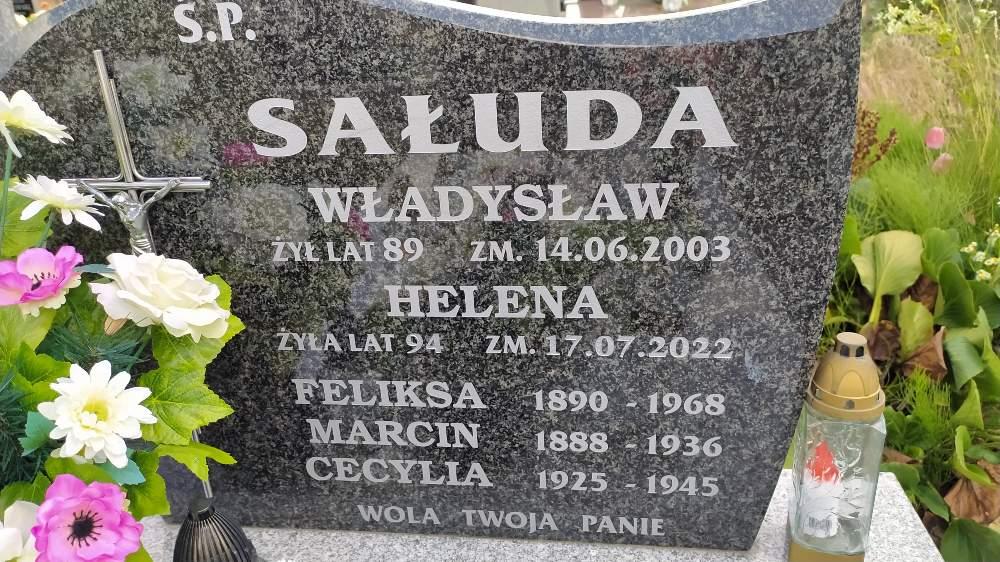 Ś.P.
SAŁUDA
WŁADYSŁAW
ŻYŁ LAT 89 ZM. 14.06.2003
HELENA
ŻYŁA LAT 94 ZM. 17.07.2022
FELIKSA 1890 - 1968
MARCIN 1888 - 1936
CECYLIA 1925 - 1945
WOLA TWOJA PANIE